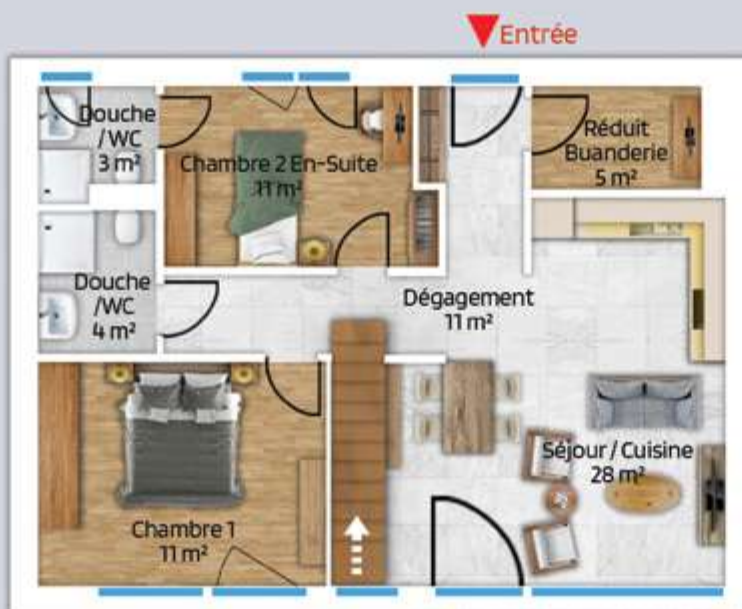 Entrée
Douche
/WC
3 m²
Chambre 2 En-Suite
11 m²
Réduit
Buanderie
5 m²
Douche
/WC
4 m²
Dégagement
11 m²
Séjour / Cuisine
28 m²
Chambre 1
11 m²